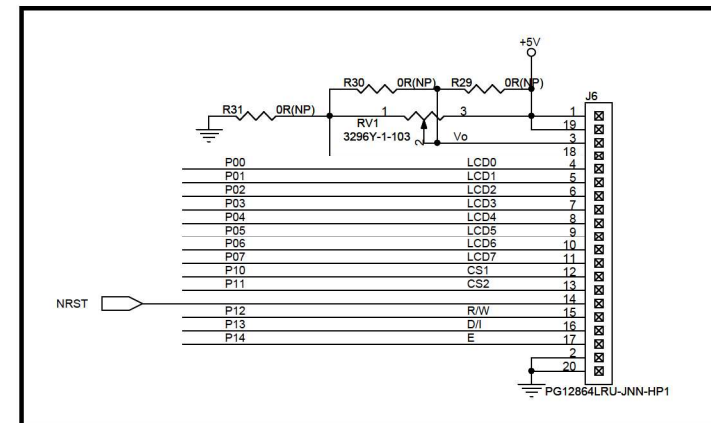 +5V
R30 0R(NP) R29 0R(NP)
J6
R31 0R(NP) 1 3 1
RV1 19
3296Y-1-103 2 Vo 3
18
P00 LCD0 4
P01 LCD1 5
P02 LCD2 6
P03 LCD3 7
P04 LCD4 8
P05 LCD5 9
P06 LCD6 10
P07 LCD7 11
P10 CS1 12
P11 CS2 13
NRST 14
P12 R/W 15
P13 D/I 16
P14 E 17
2
20
PG12864LRU-JNN-HP1